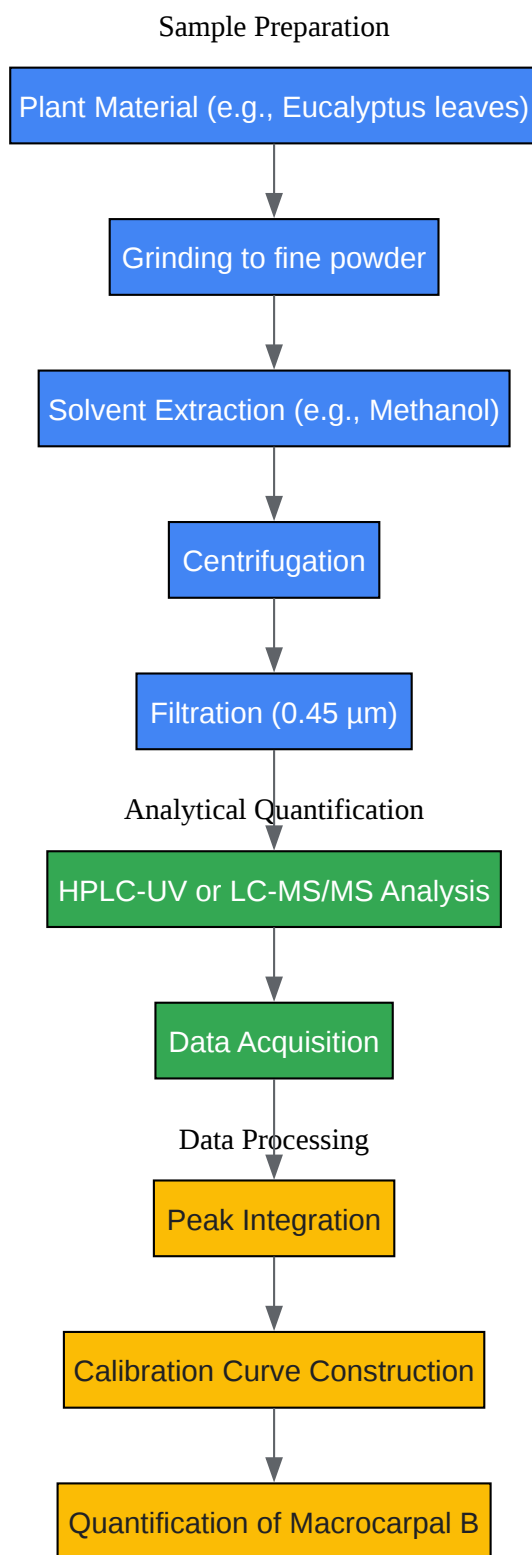 Sample Preparation
Plant Material (e.g., Eucalyptus leaves)
Grinding to fine powder
Solvent Extraction (e.g., Methanol)
Centrifugation
Filtration (0.45 µm)
Analytical Quantification
HPLC-UV or LC-MS/MS Analysis
Data Acquisition
Data Processing
Peak Integration
Calibration Curve Construction
Quantification of Macrocarpal B